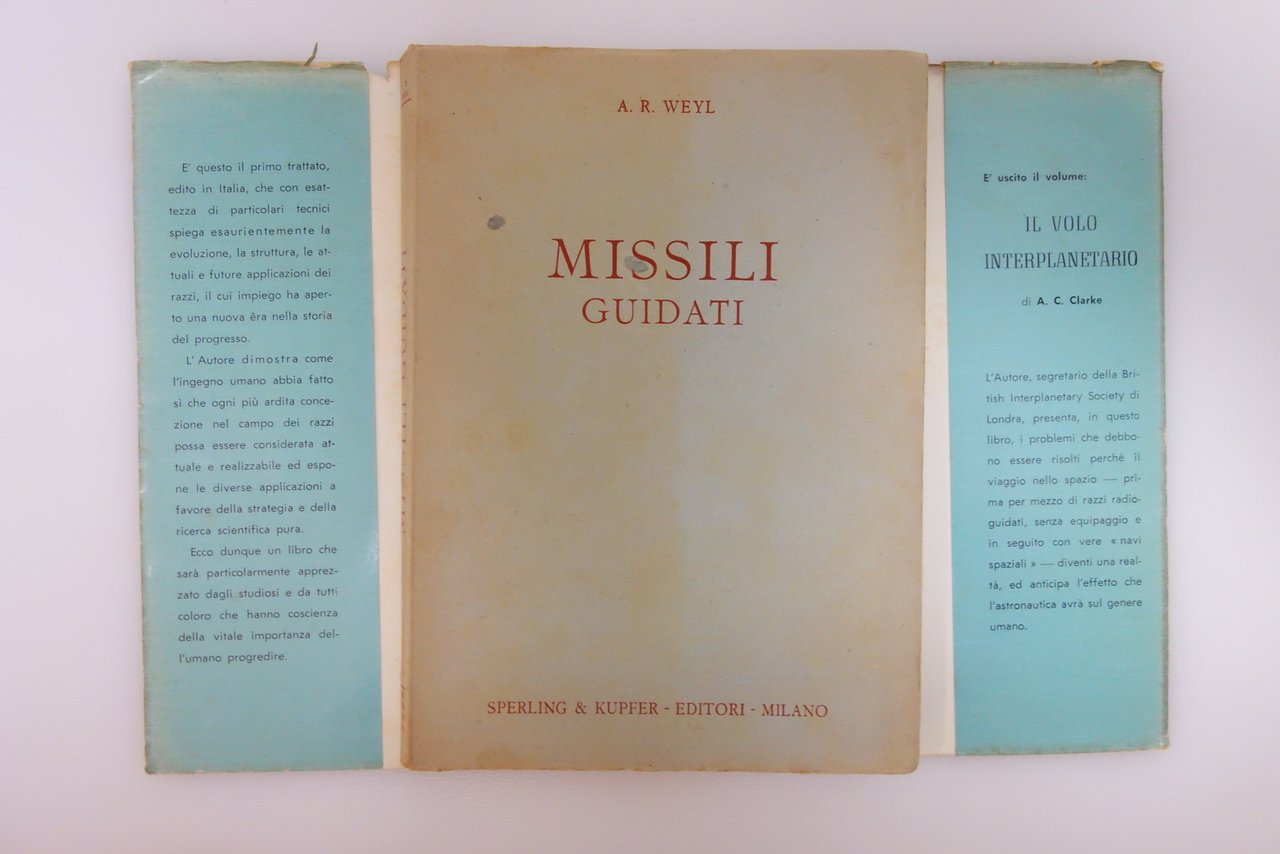 E' questo il primo trattato,
edito in Italia, che con esat-
tezza di particolari tecnici
spiega esaurientemente la
evoluzione, la struttura, le at-
tuali e future applicazioni dei
razzi, il cui impiego ha aper-
to una nuova êra nella storia
del progresso.
L'Autore dimostra come
l'ingegno umano abbia fatto
sì che ogni più ardita conce-
zione nel campo dei razzi
possa essere considerata at-
tuale e realizzabile ed espo-
ne le diverse applicazioni a
favore della strategia e della
ricerca scientifica pura.
Ecco dunque un libro che
sarà particolarmente apprez-
zato dagli studiosi e da tutti
coloro che hanno coscienza
della vitale importanza del-
l'umano progredire.
A. R. WEYL
MISSILI
GUIDATI
SPERLING & KUPFER - EDITORI - MILANO
E' uscito il volume:
IL VOLO
INTERPLANETARIO
di A. C. Clarke
L'Autore, segretario della Bri-
tish Interplanetary Society di
Londra, presenta, in questo
libro, i problemi che debbo-
no essere risolti perchè il
viaggio nello spazio — pri-
ma per mezzo di razzi radio-
guidati, senza equipaggio e
in seguito con vere « navi
spaziali » — diventi una real-
tà, ed anticipa l'effetto che
l'astronautica avrà sul genere
umano.